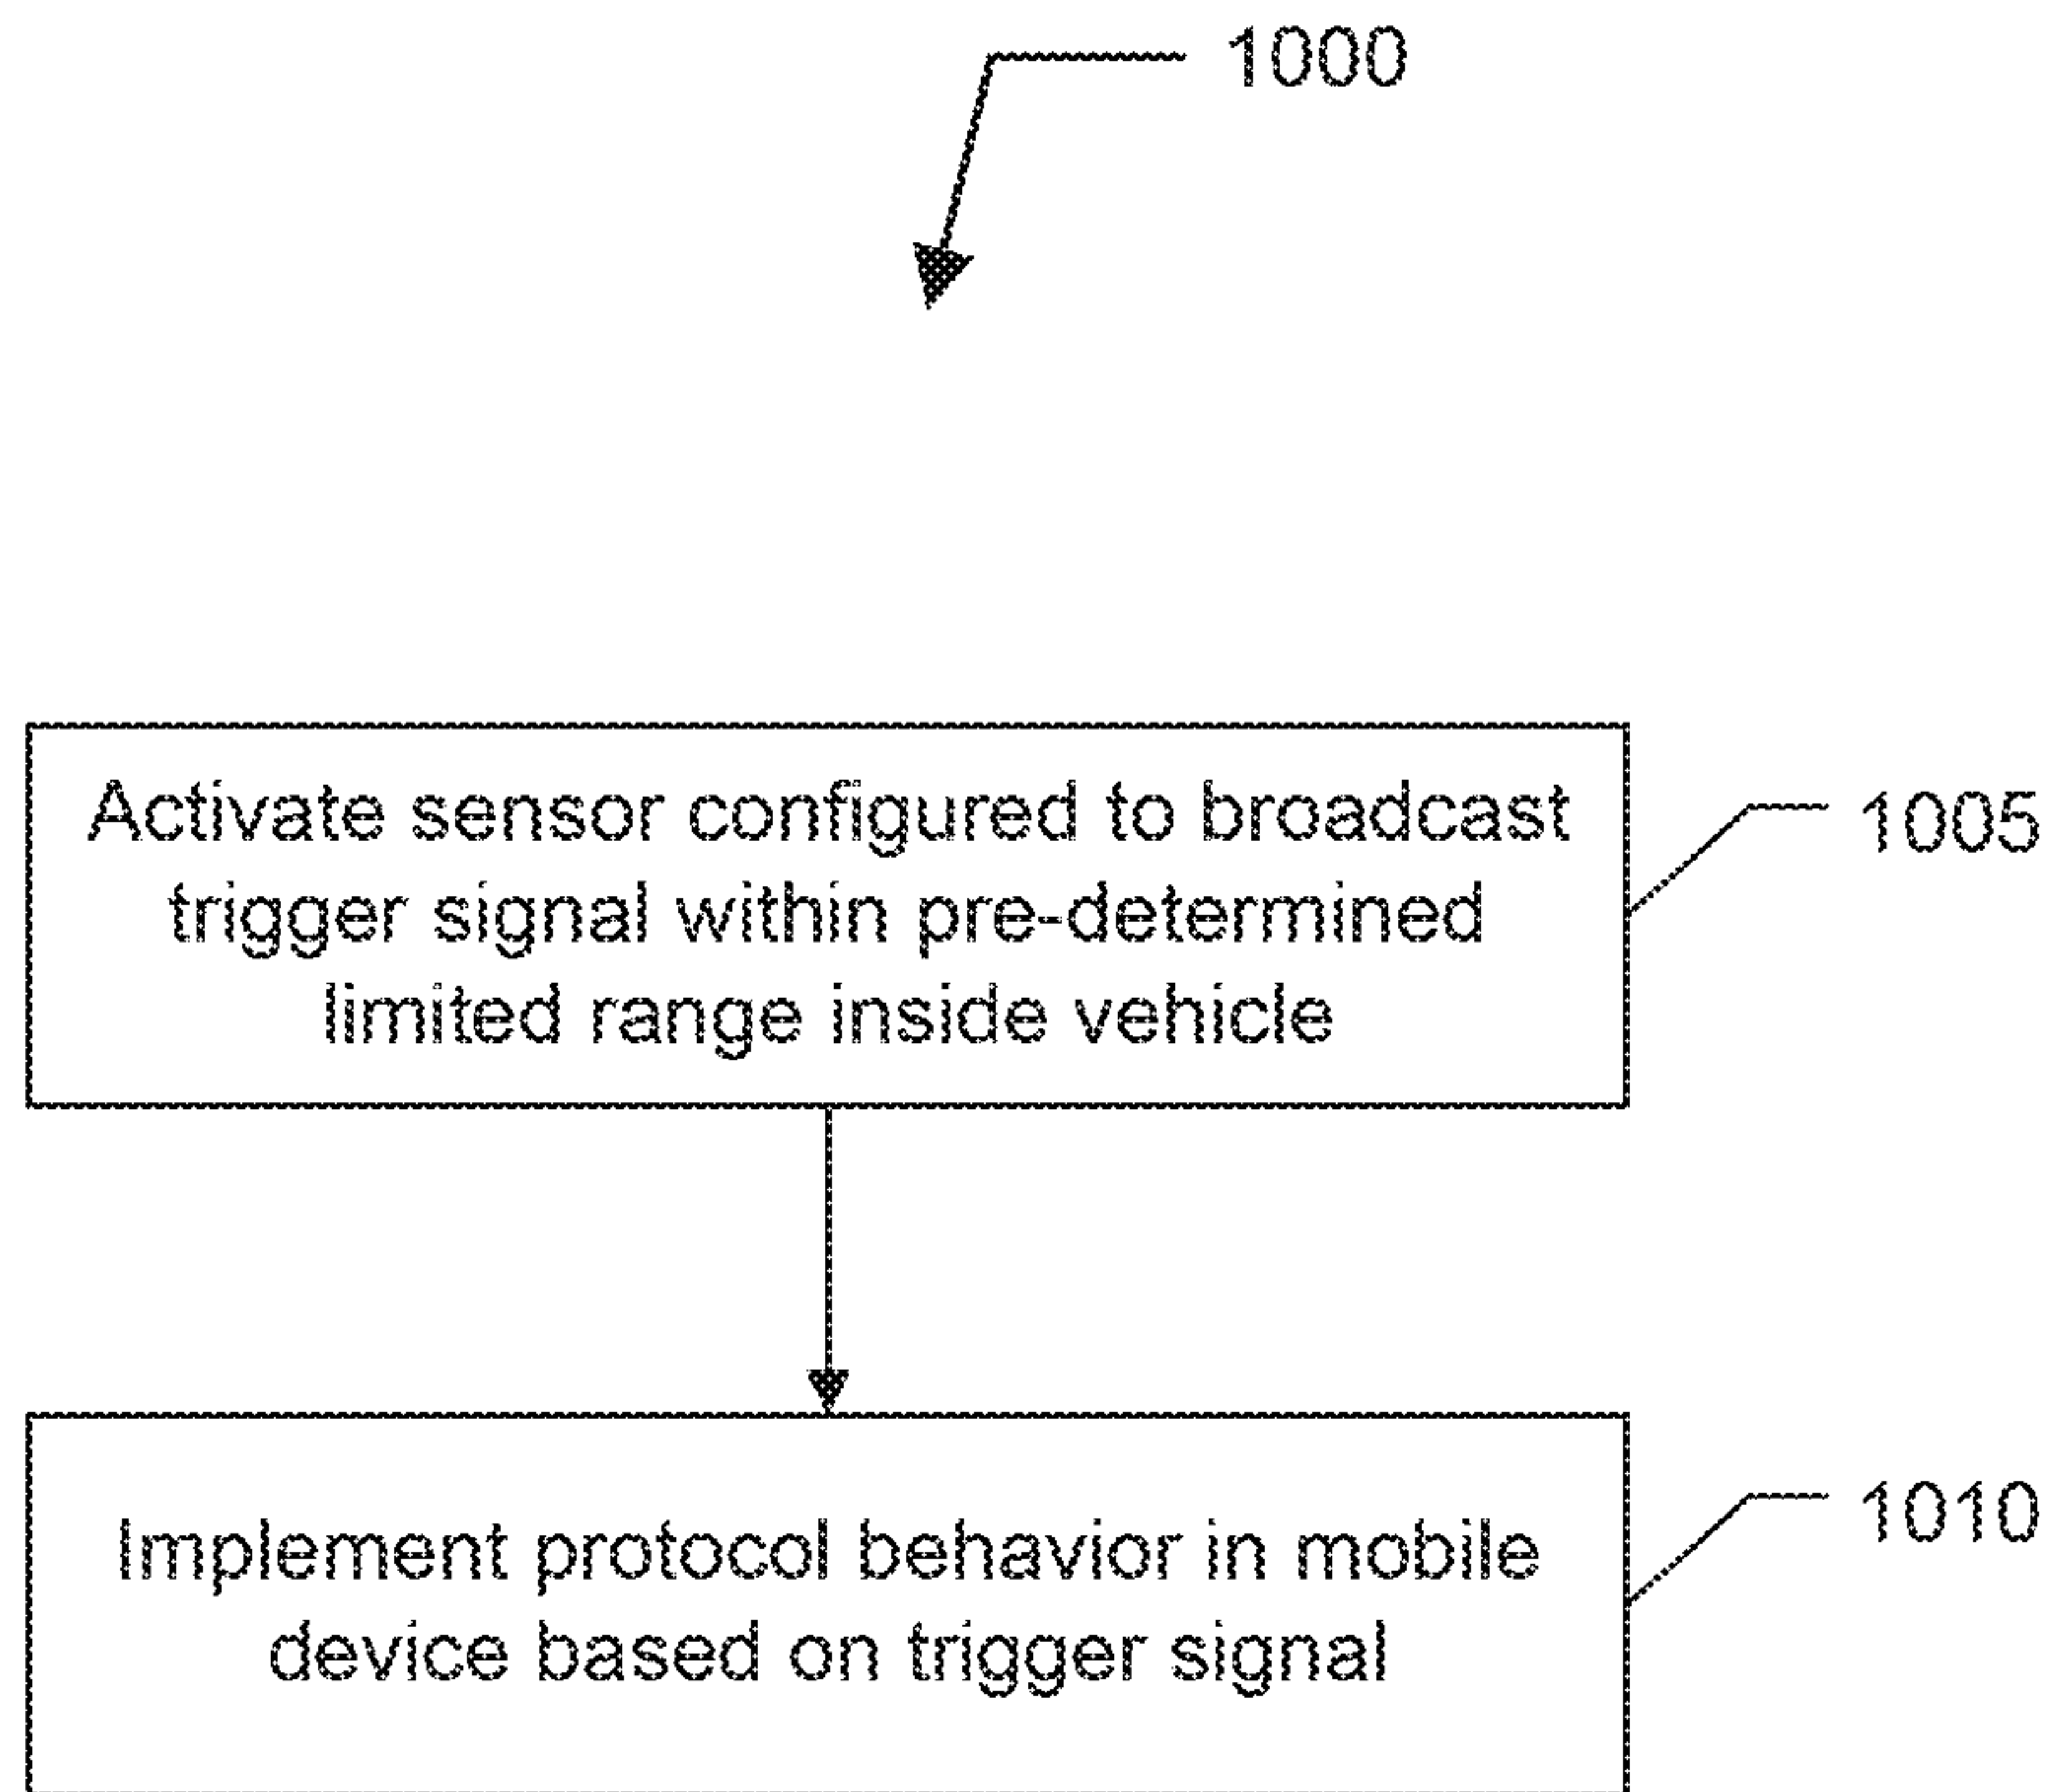 1000
Activate sensor configured to broadcast
trigger signal within pre-determined
limited range inside vehicle
1005
Implement protocol behavior in mobile
device based on trigger signal
1010